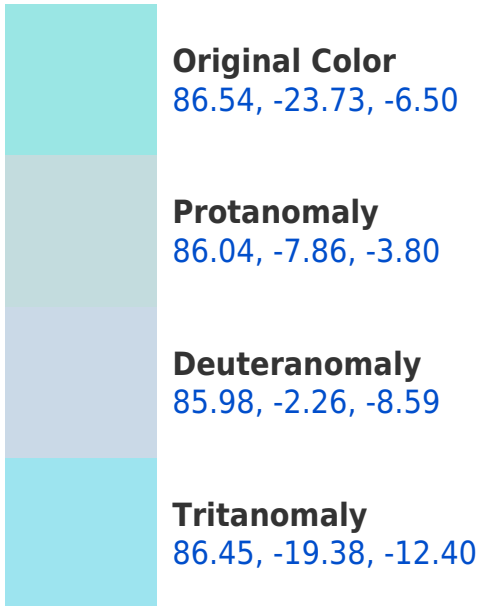 Original Color
86.54, -23.73, -6.50
Protanomaly
86.04, -7.86, -3.80
Deuteranomaly
85.98, -2.26, -8.59
Tritanomaly
86.45, -19.38, -12.40